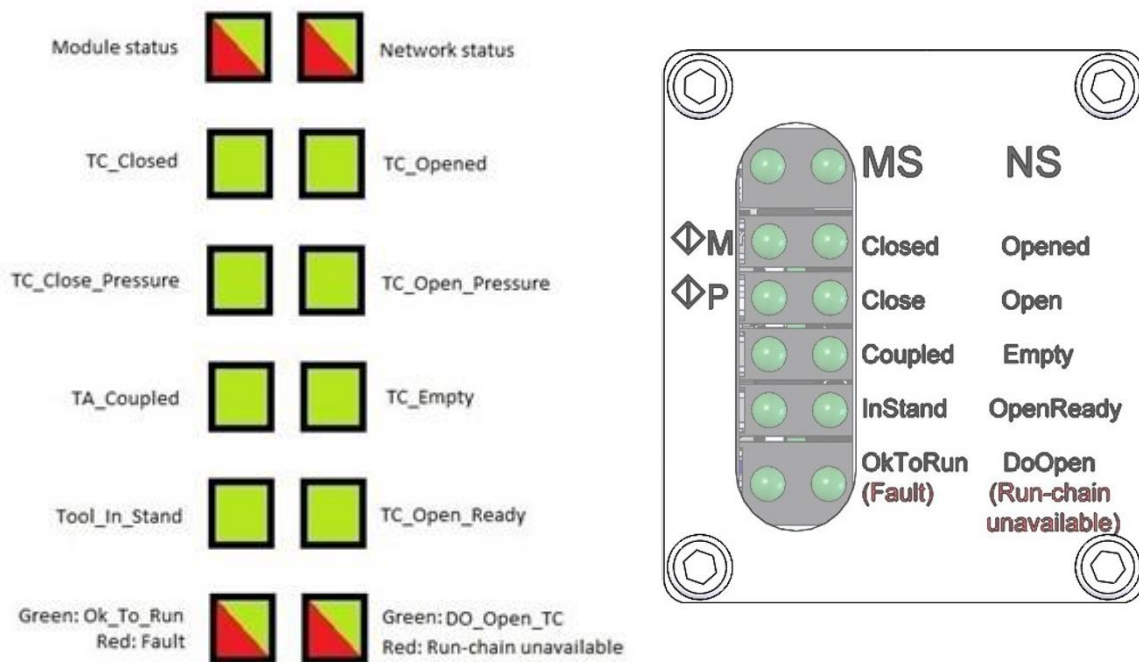 Module status
Network status
TC_Closed
TC_Opened
TC_Close_Pressure
TC_Open_Pressure
TA_Coupled
TC_Empty
Tool_In_Stand
TC_Open_Ready
Green: Ok_To_Run
Red: Fault
Green: DO_Open_TC
Red: Run-chain unavailable
MS NS
M Closed Opened
P Close Open
Coupled Empty
InStand OpenReady
OkToRun DoOpen
(Fault) (Run-chain
unavailable)